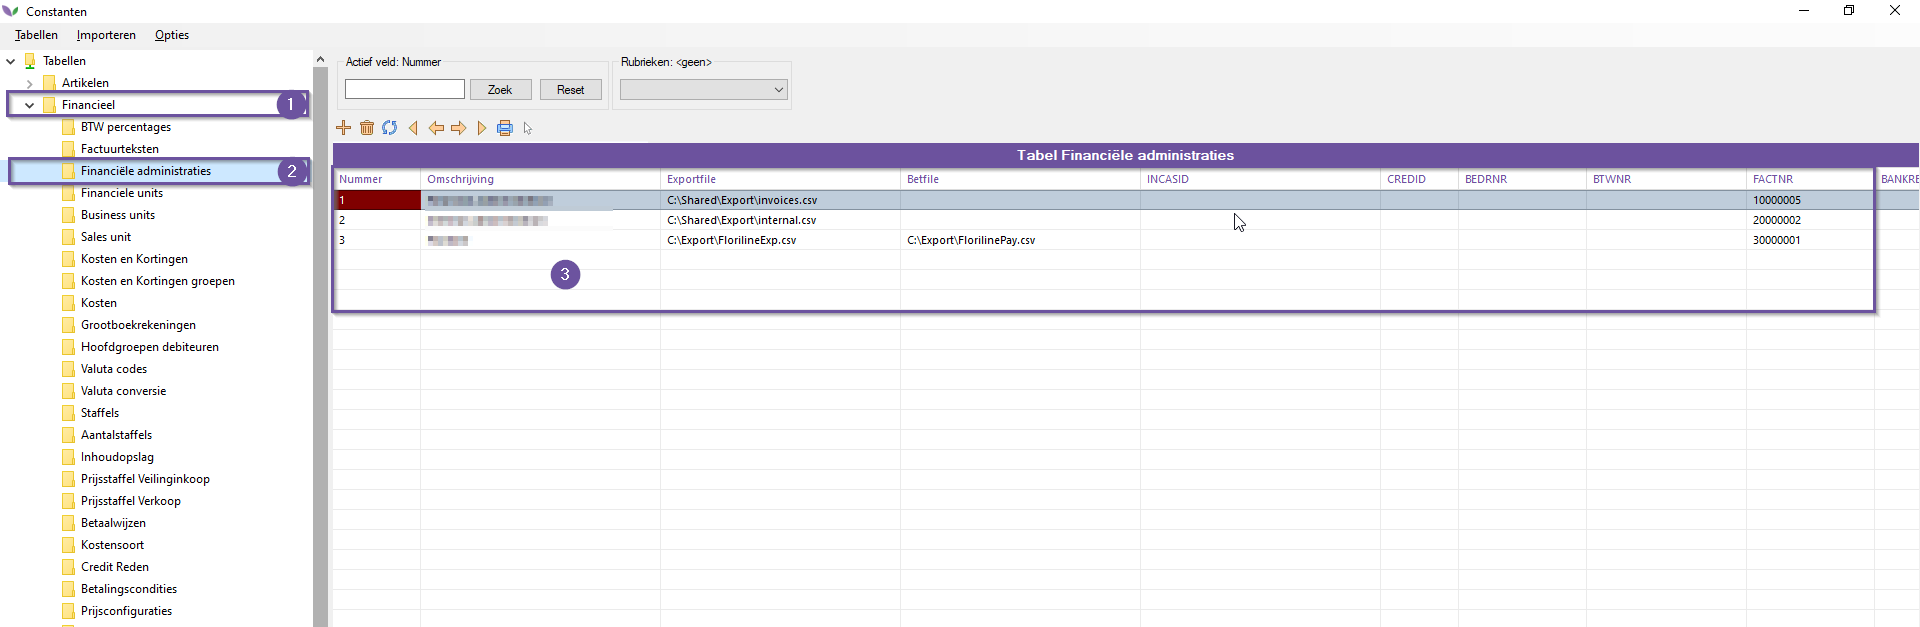 Constanten
Tabellen Importeren Opties
Tabellen
Artikelen
Financieel 1
BTW percentages
Factuurteksten
Financiële administraties 2
Financiele units
Business units
Sales unit
Kosten en Kortingen
Kosten en Kortingen groepen
Kosten
Grootboekrekeningen
Hoofdgroepen debiteuren
Valuta codes
Valuta conversie
Staffels
Aantalstaffels
Inhoudopslag
Prijsstaffel Veilinginkoop
Prijsstaffel Verkoop
Betaalwijzen
Kostensoort
Credit Reden
Betalingscondities
Prijsconfiguraties
Actief veld: Nummer
Zoek Reset
Rubrieken: <geen>
Tabel Financiële administraties
Nummer Omschrijving Exportfile Betfile INCASID CREDID BEDRNR BTWNR FACTNR BANKRE
1 C:\Shared\Export\invoices.csv 10000005
2 C:\Shared\Export\internal.csv 20000002
3 C:\Export\FlorilineExp.csv C:\Export\FlorilinePay.csv 30000001
3